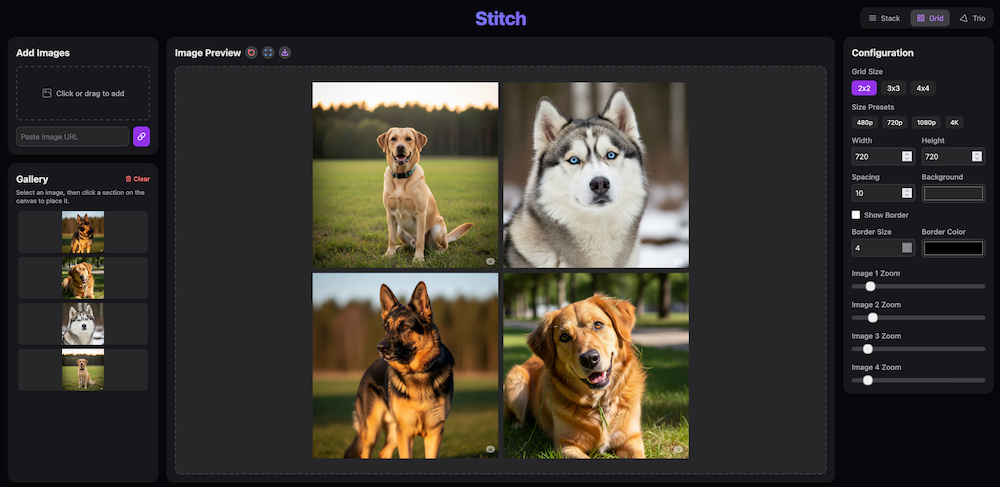 Stitch
Stack
Grid
Trio
Add Images
Click or drag to add
Paste image URL
Gallery
Clear
Select an image, then click a section on the
canvas to place it.
Image Preview
Configuration
Grid Size
2x2
3x3
4x4
Size Presets
480p
720p
1080p
4K
Width
Height
720
720
Spacing
Background
10
Show Border
Border Size
Border Color
4
Image 1 Zoom
Image 2 Zoom
Image 3 Zoom
Image 4 Zoom